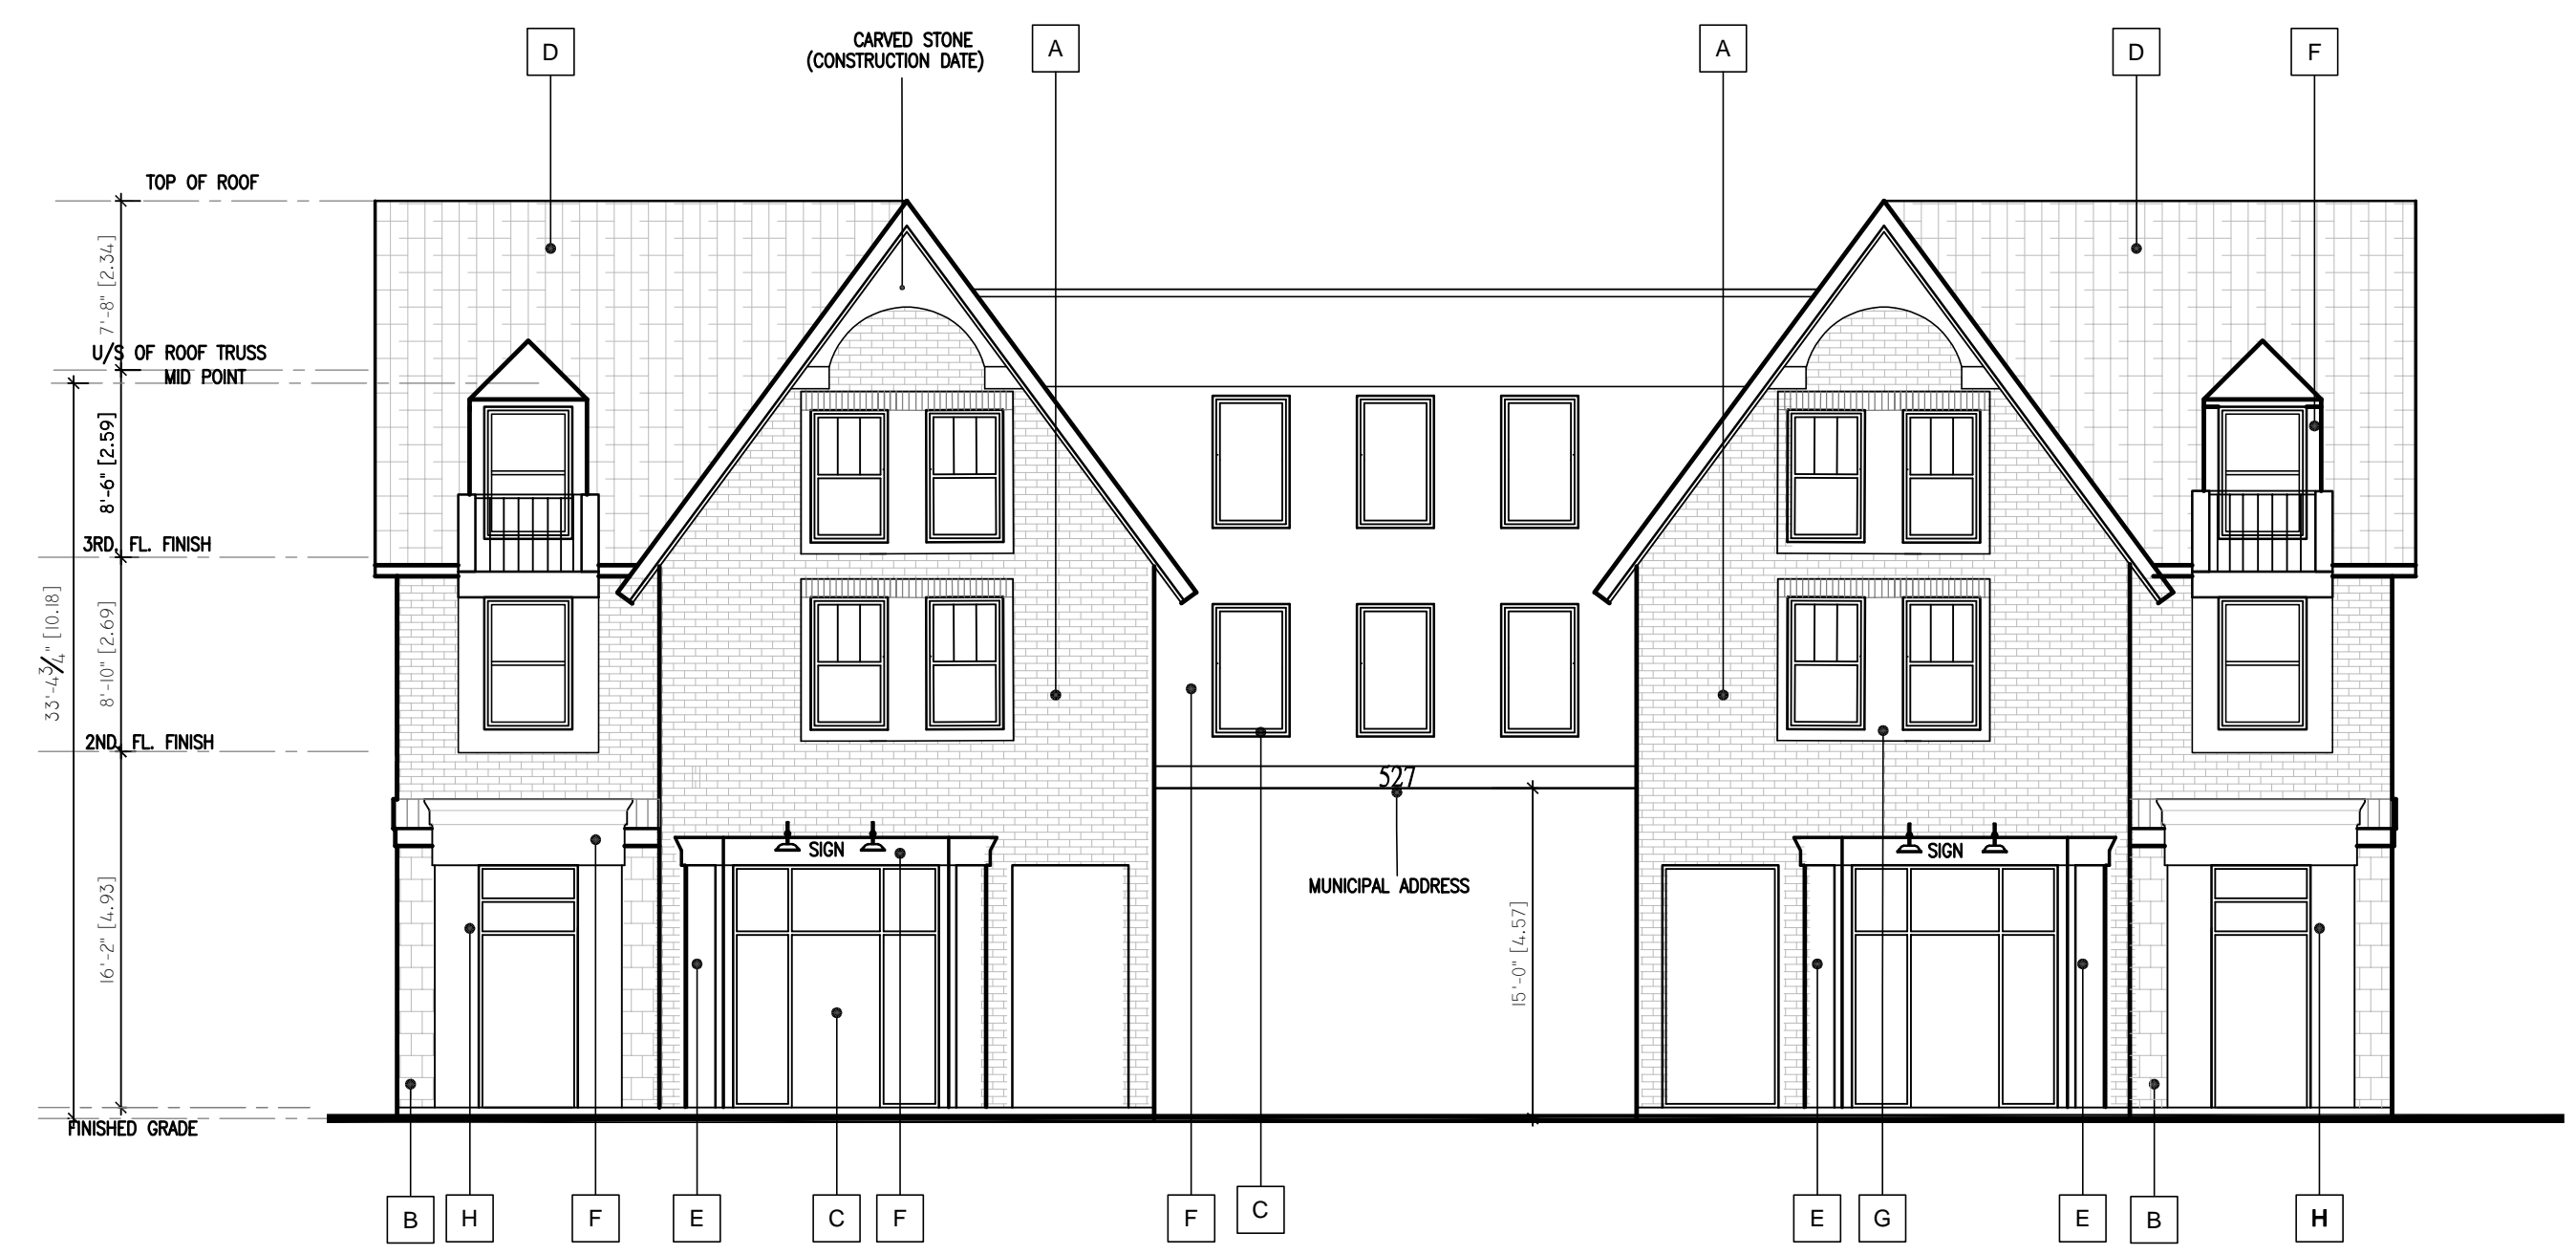 D
CARVED STONE
(CONSTRUCTION DATE)
A
A
D
F
TOP OF ROOF
7'-8" [2.34]
U/S OF ROOF TRUSS
MID POINT
8'-6" [2.59]
3RD. FL. FINISH
33'-4 3/4" [10.18]
8'-10" [2.69]
2ND. FL. FINISH
527
SIGN
SIGN
MUNICIPAL ADDRESS
16'-2" [4.93]
15'-0" [4.57]
FINISHED GRADE
B
H
F
E
C
F
F
C
E
G
E
B
H